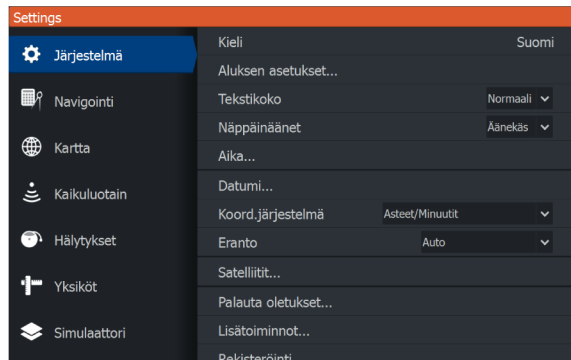 Settings
Järjestelmä
Navigointi
Kartta
Kaikuluotain
Hälytykset
Yksiköt
Simulaattori
Kieli Suomi
Aluksen asetukset...
Tekstikoko Normaali
Näppäinäänet Äänekäs
Aika...
Datumi...
Koord.järjestelmä Asteet/Minuutit
Eranto Auto
Satelliitit...
Palauta oletukset...
Lisätoiminnot...
Rekisteröinti